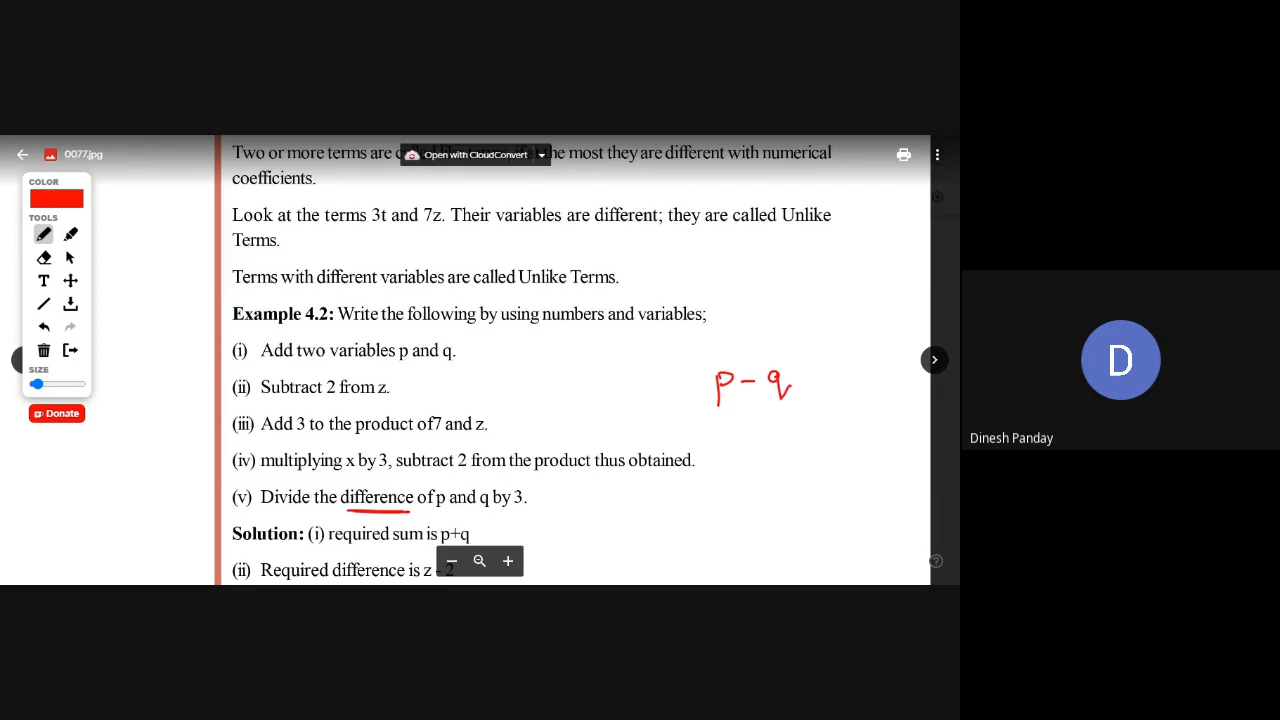 0077.jpg
Open with CloudConvert
COLOR
TOOLS
T
SIZE
Donate
Two or more terms are the most they are different with numerical
coefficients.
Look at the terms 3t and 7z. Their variables are different; they are called Unlike
Terms.
Terms with different variables are called Unlike Terms.
Example 4.2: Write the following by using numbers and variables;
(i) Add two variables p and q.
(ii) Subtract 2 from z.
(iii) Add 3 to the product of7 and z.
(iv) multiplying x by 3, subtract 2 from the product thus obtained.
(v) Divide the difference of p and q by 3.
Solution: (i) required sum is p+q
(ii) Required difference is z - 2
p - q
D
Dinesh Panday